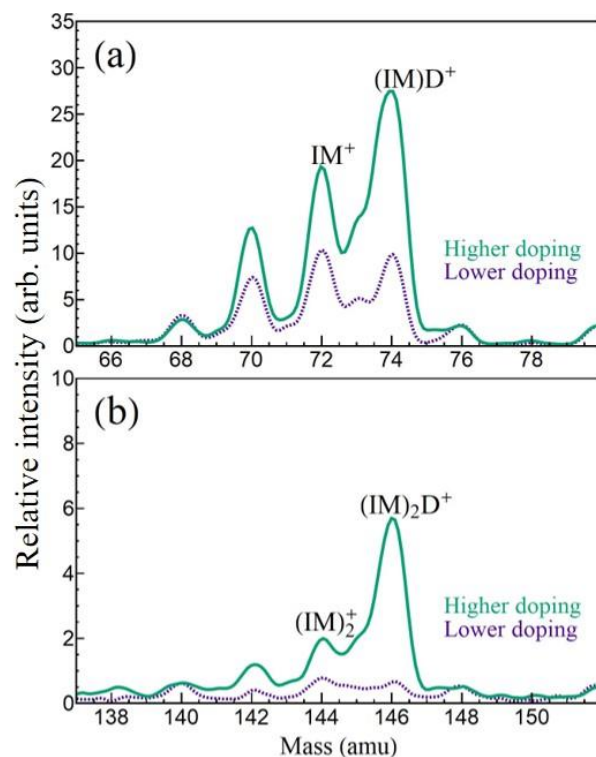 Relative intensity (arb. units)
35
30
25
20
15
10
5
0
(a)
IM⁺
(IM)D⁺
Higher doping
Lower doping
66 68 70 72 74 76 78
10
8
6
4
2
0
(b)
(IM)₂⁺
(IM)₂D⁺
Higher doping
Lower doping
138 140 142 144 146 148 150
Mass (amu)